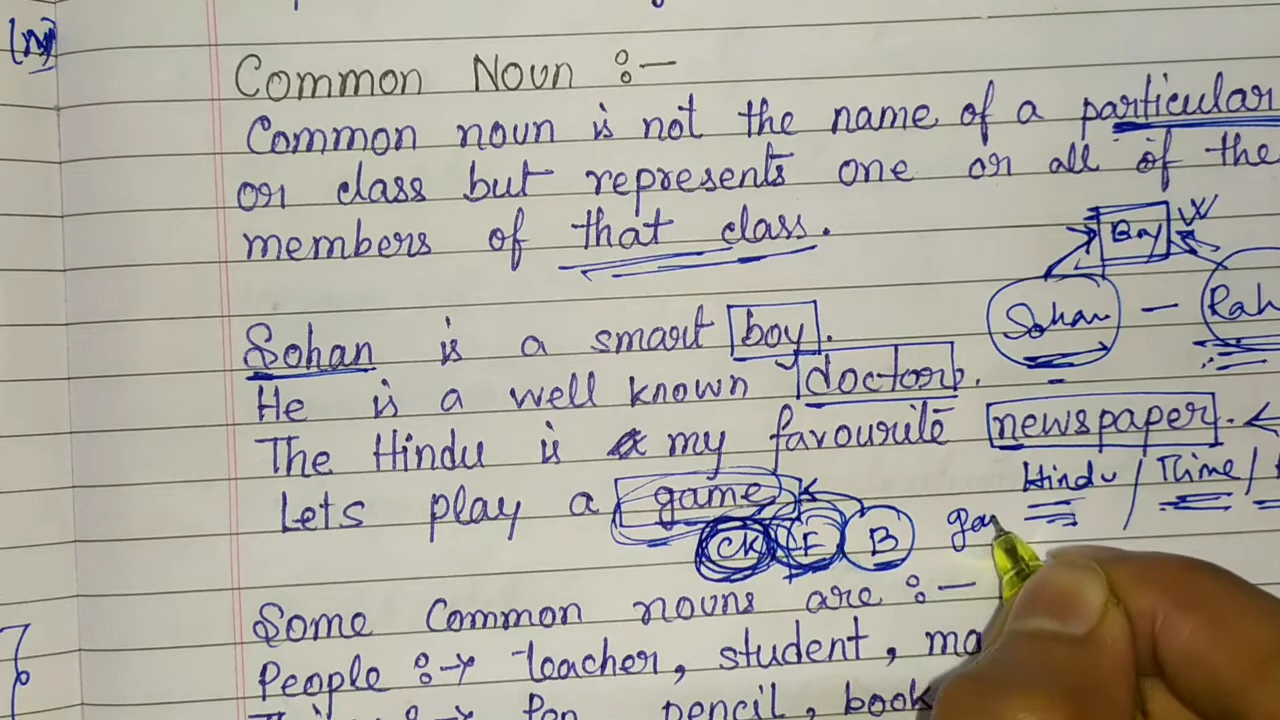 (iv)
Common Noun :-
Common noun is not the name of a particular
or class but represents one or all of the
members of that class.
Boy
Sohan - Rah
Sohan is a smart boy.
He is a well known doctor.
The Hindu is my favourite newspaper.
Hindu / Time /
Lets play a game
CK F B
Some Common nouns are :-
People :→ teacher, student, ma
pencil, book